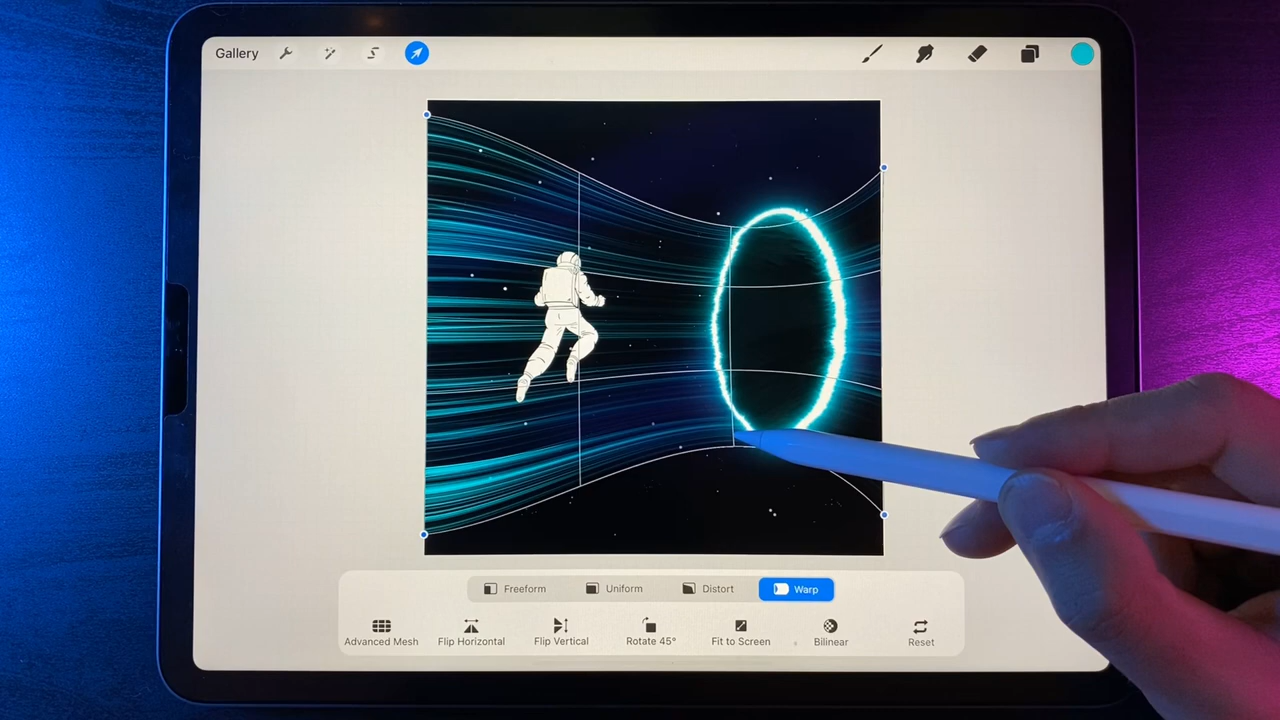 Gallery
Freeform Uniform Distort Warp
Advanced Mesh Flip Horizontal Flip Vertical Rotate 45° Fit to Screen Bilinear Reset